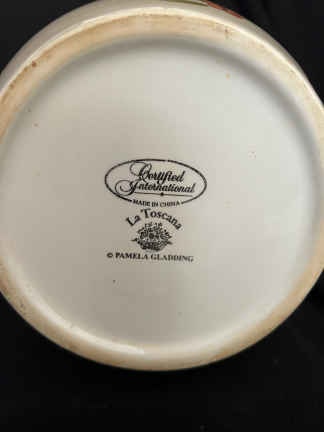 Certified
International
MADE IN CHINA
La Toscana
© PAMELA GLADDING